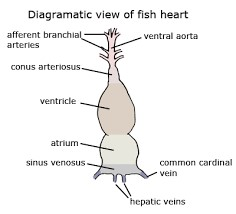 Diagramatic view of fish heart
afferent branchial
arteries
ventral aorta
conus arteriosus
ventricle
atrium
sinus venosus
common cardinal
vein
hepatic veins